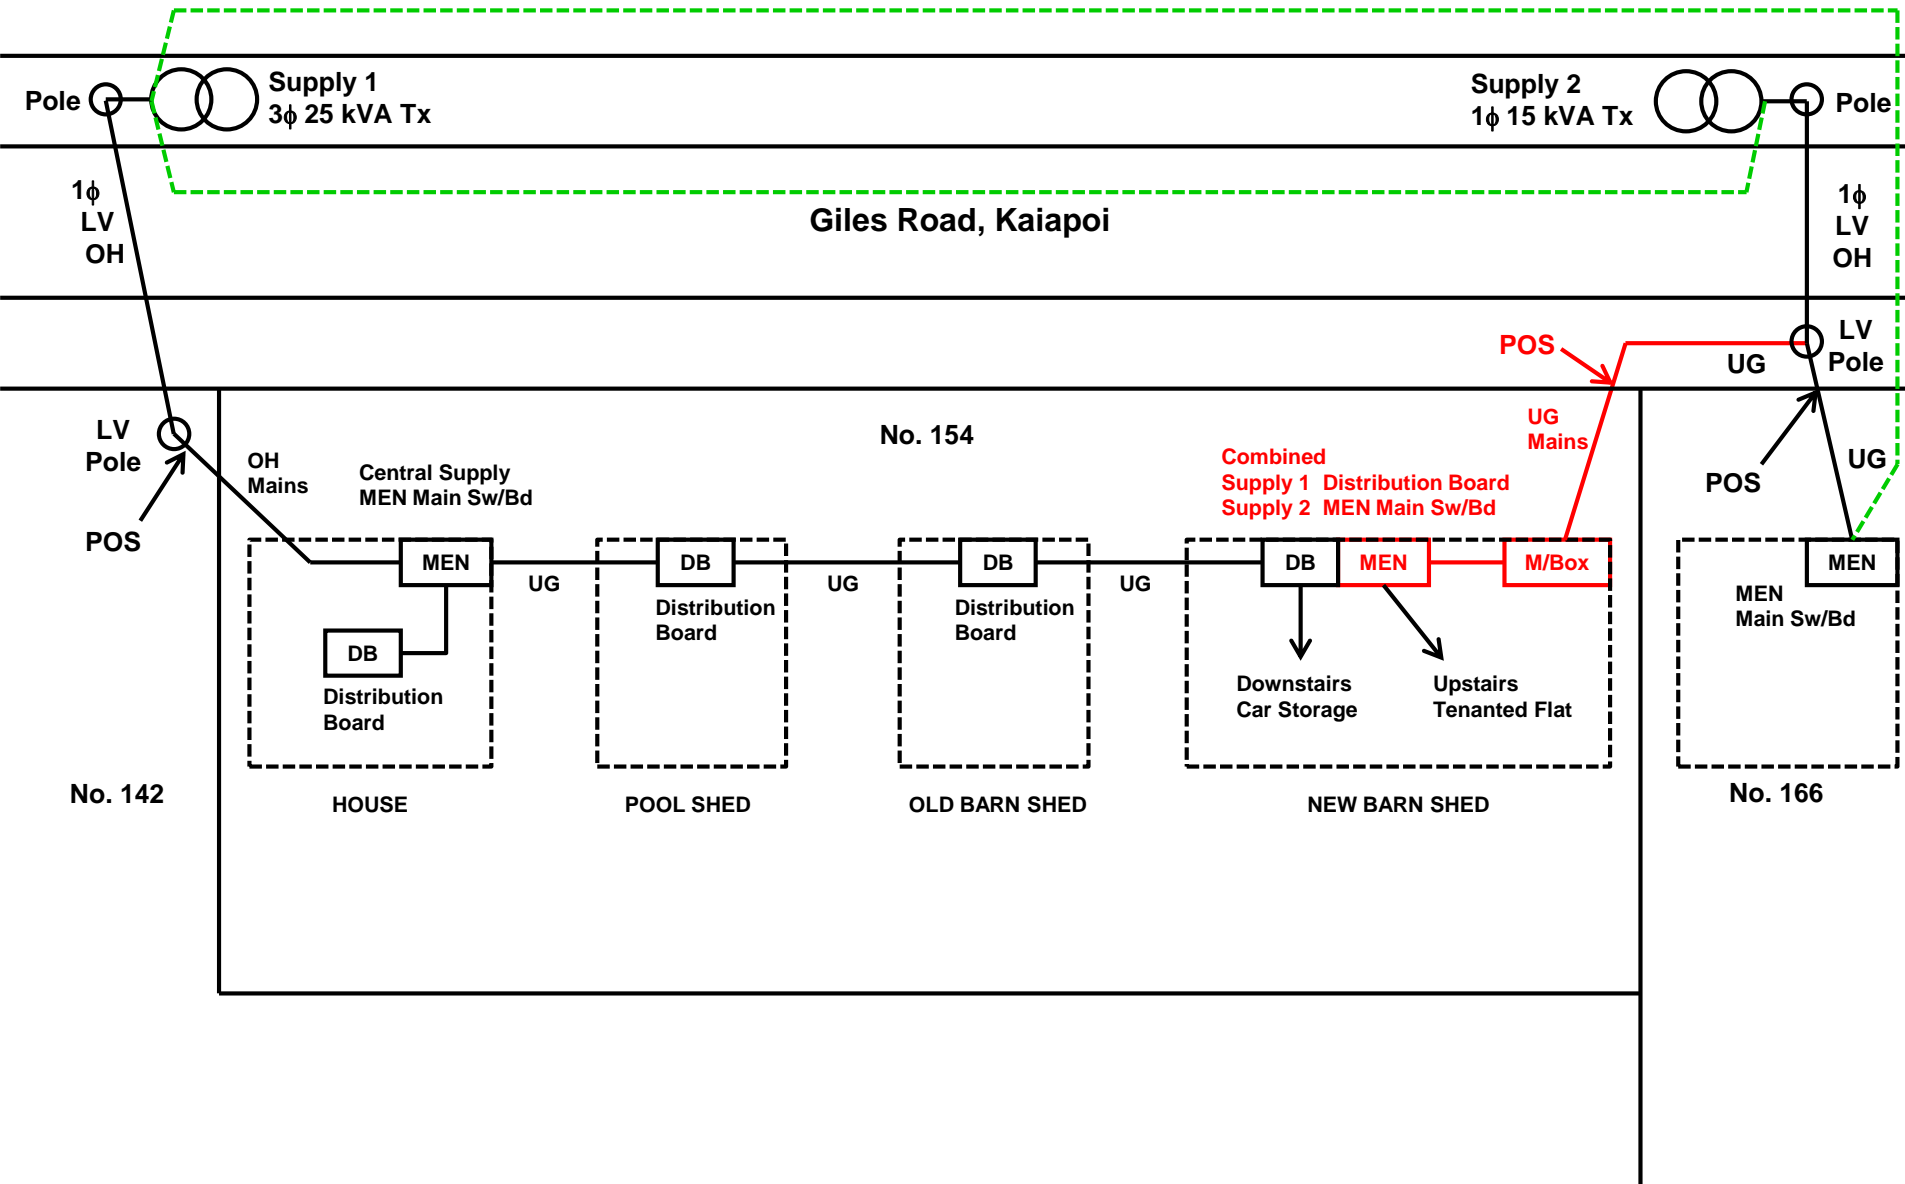 Supply 1
3ϕ 25 kVA Tx
Pole
Supply 2
1ϕ 15 kVA Tx
Pole
1ϕ
LV
OH
Giles Road, Kaiapoi
1ϕ
LV
OH
POS
UG
LV
Pole
LV
Pole
POS
OH
Mains
Central Supply
MEN Main Sw/Bd
No. 154
UG
Mains
Combined
Supply 1 Distribution Board
Supply 2 MEN Main Sw/Bd
POS
UG
MEN
UG
DB
UG
DB
UG
DB
MEN
M/Box
MEN
DB
Distribution
Board
Distribution
Board
Distribution
Board
Downstairs
Car Storage
Upstairs
Tenanted Flat
MEN
Main Sw/Bd
No. 142
HOUSE
POOL SHED
OLD BARN SHED
NEW BARN SHED
No. 166